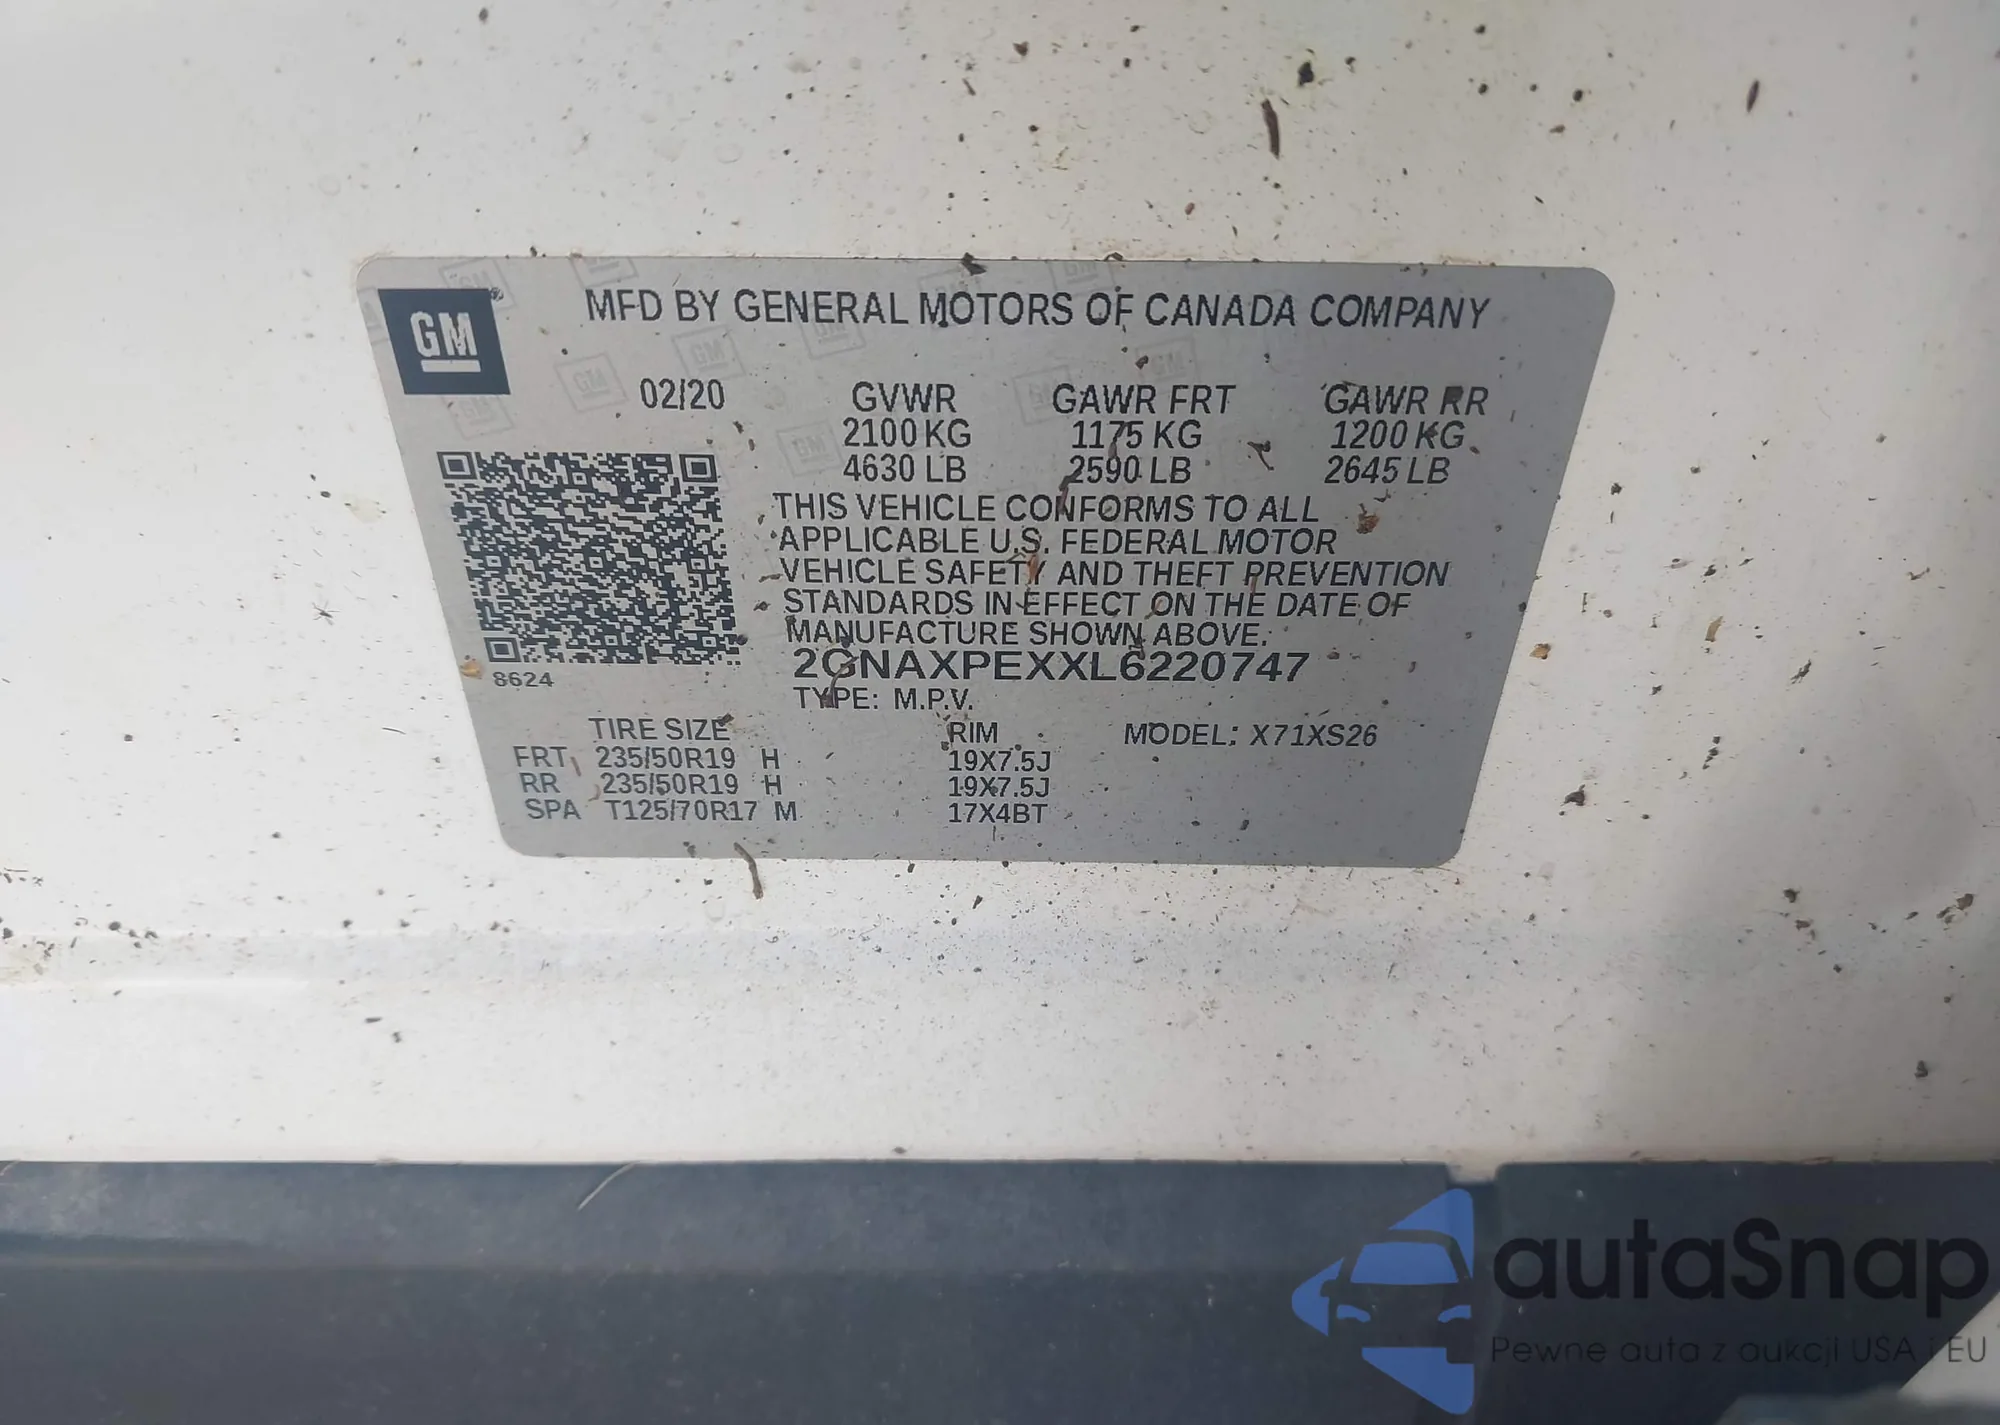 GM
MFD BY GENERAL MOTORS OF CANADA COMPANY
02/20 GVWR GAWR FRT GAWR RR
2100 KG 1175 KG 1200 KG
4630 LB 2590 LB 2645 LB
THIS VEHICLE CONFORMS TO ALL
APPLICABLE U.S. FEDERAL MOTOR
VEHICLE SAFETY AND THEFT PREVENTION
STANDARDS IN EFFECT ON THE DATE OF
MANUFACTURE SHOWN ABOVE.
2GNAXPEXXL6220747
8624
TYPE: M.P.V.
TIRE SIZE RIM MODEL: X71XS26
FRT 235/50R19 H 19X7.5J
RR 235/50R19 H 19X7.5J
SPA T125/70R17 M 17X4BT
autaSnap
Pewne auta z aukcji USA i EU